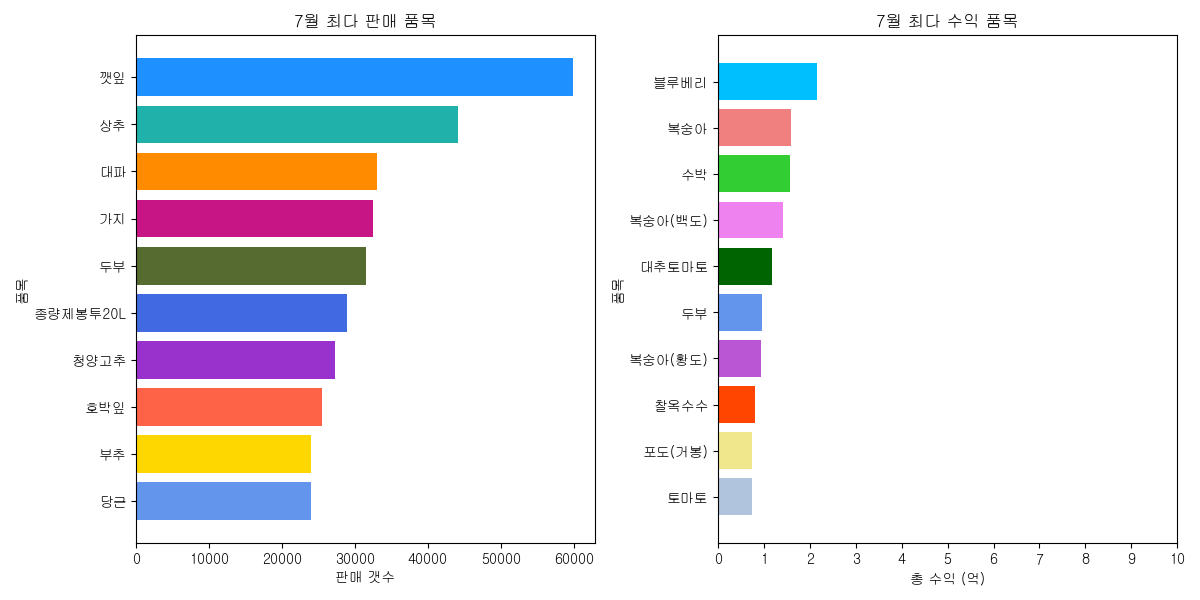 7월 최다 판매 품목
품목
깻잎
상추
대파
가지
두부
종량제봉투20L
청양고추
호박잎
부추
당근
0 10000 20000 30000 40000 50000 60000
판매 갯수
7월 최다 수익 품목
품목
블루베리
복숭아
수박
복숭아(백도)
대추토마토
두부
복숭아(황도)
찰옥수수
포도(거봉)
토마토
0 1 2 3 4 5 6 7 8 9 10
총 수익 (억)